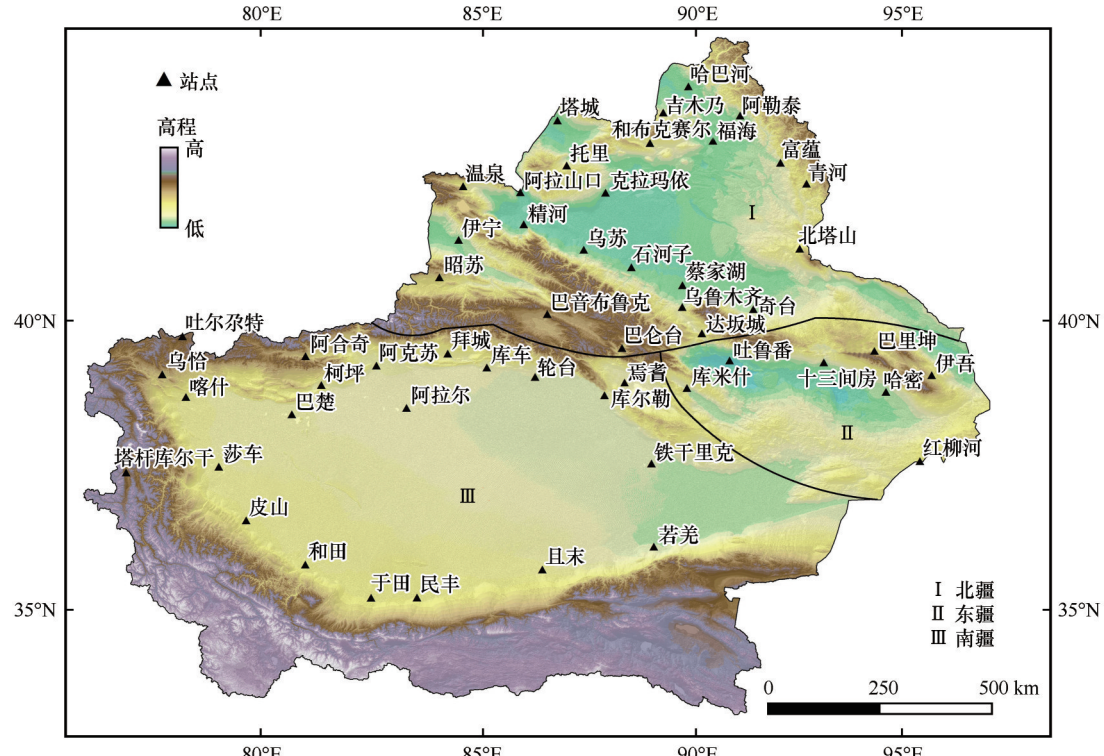 80°E 85°E 90°E 95°E
▲ 站点
高程
高
低
哈巴河
塔城
吉木乃
阿勒泰
和布克赛尔
福海
托里
富蕴
温泉
阿拉山口
克拉玛依
青河
精河
Ⅰ
伊宁
乌苏
北塔山
石河子
昭苏
蔡家湖
巴音布鲁克
乌鲁木齐
奇台
40°N
40°N
吐尔尕特
达坂城
阿合奇
拜城
巴仑台
巴里坤
乌恰
阿克苏
库车
吐鲁番
伊吾
柯坪
轮台
焉耆
库米什
十三间房
哈密
喀什
阿拉尔
库尔勒
巴楚
Ⅱ
塔杆库尔干
莎车
铁干里克
红柳河
Ⅲ
皮山
若羌
和田
且末
于田
民丰
35°N
35°N
Ⅰ 北疆
Ⅱ 东疆
Ⅲ 南疆
0 250 500 km
80°E 85°E 90°E 95°E